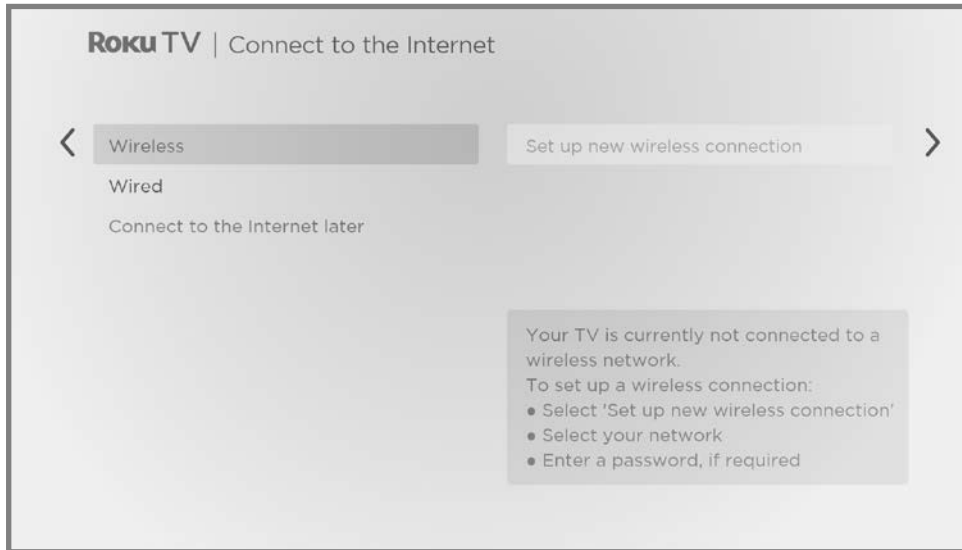 Roku TV | Connect to the Internet
Wireless
Set up new wireless connection
Wired
Connect to the Internet later
Your TV is currently not connected to a
wireless network.
To set up a wireless connection:
• Select 'Set up new wireless connection'
• Select your network
• Enter a password, if required